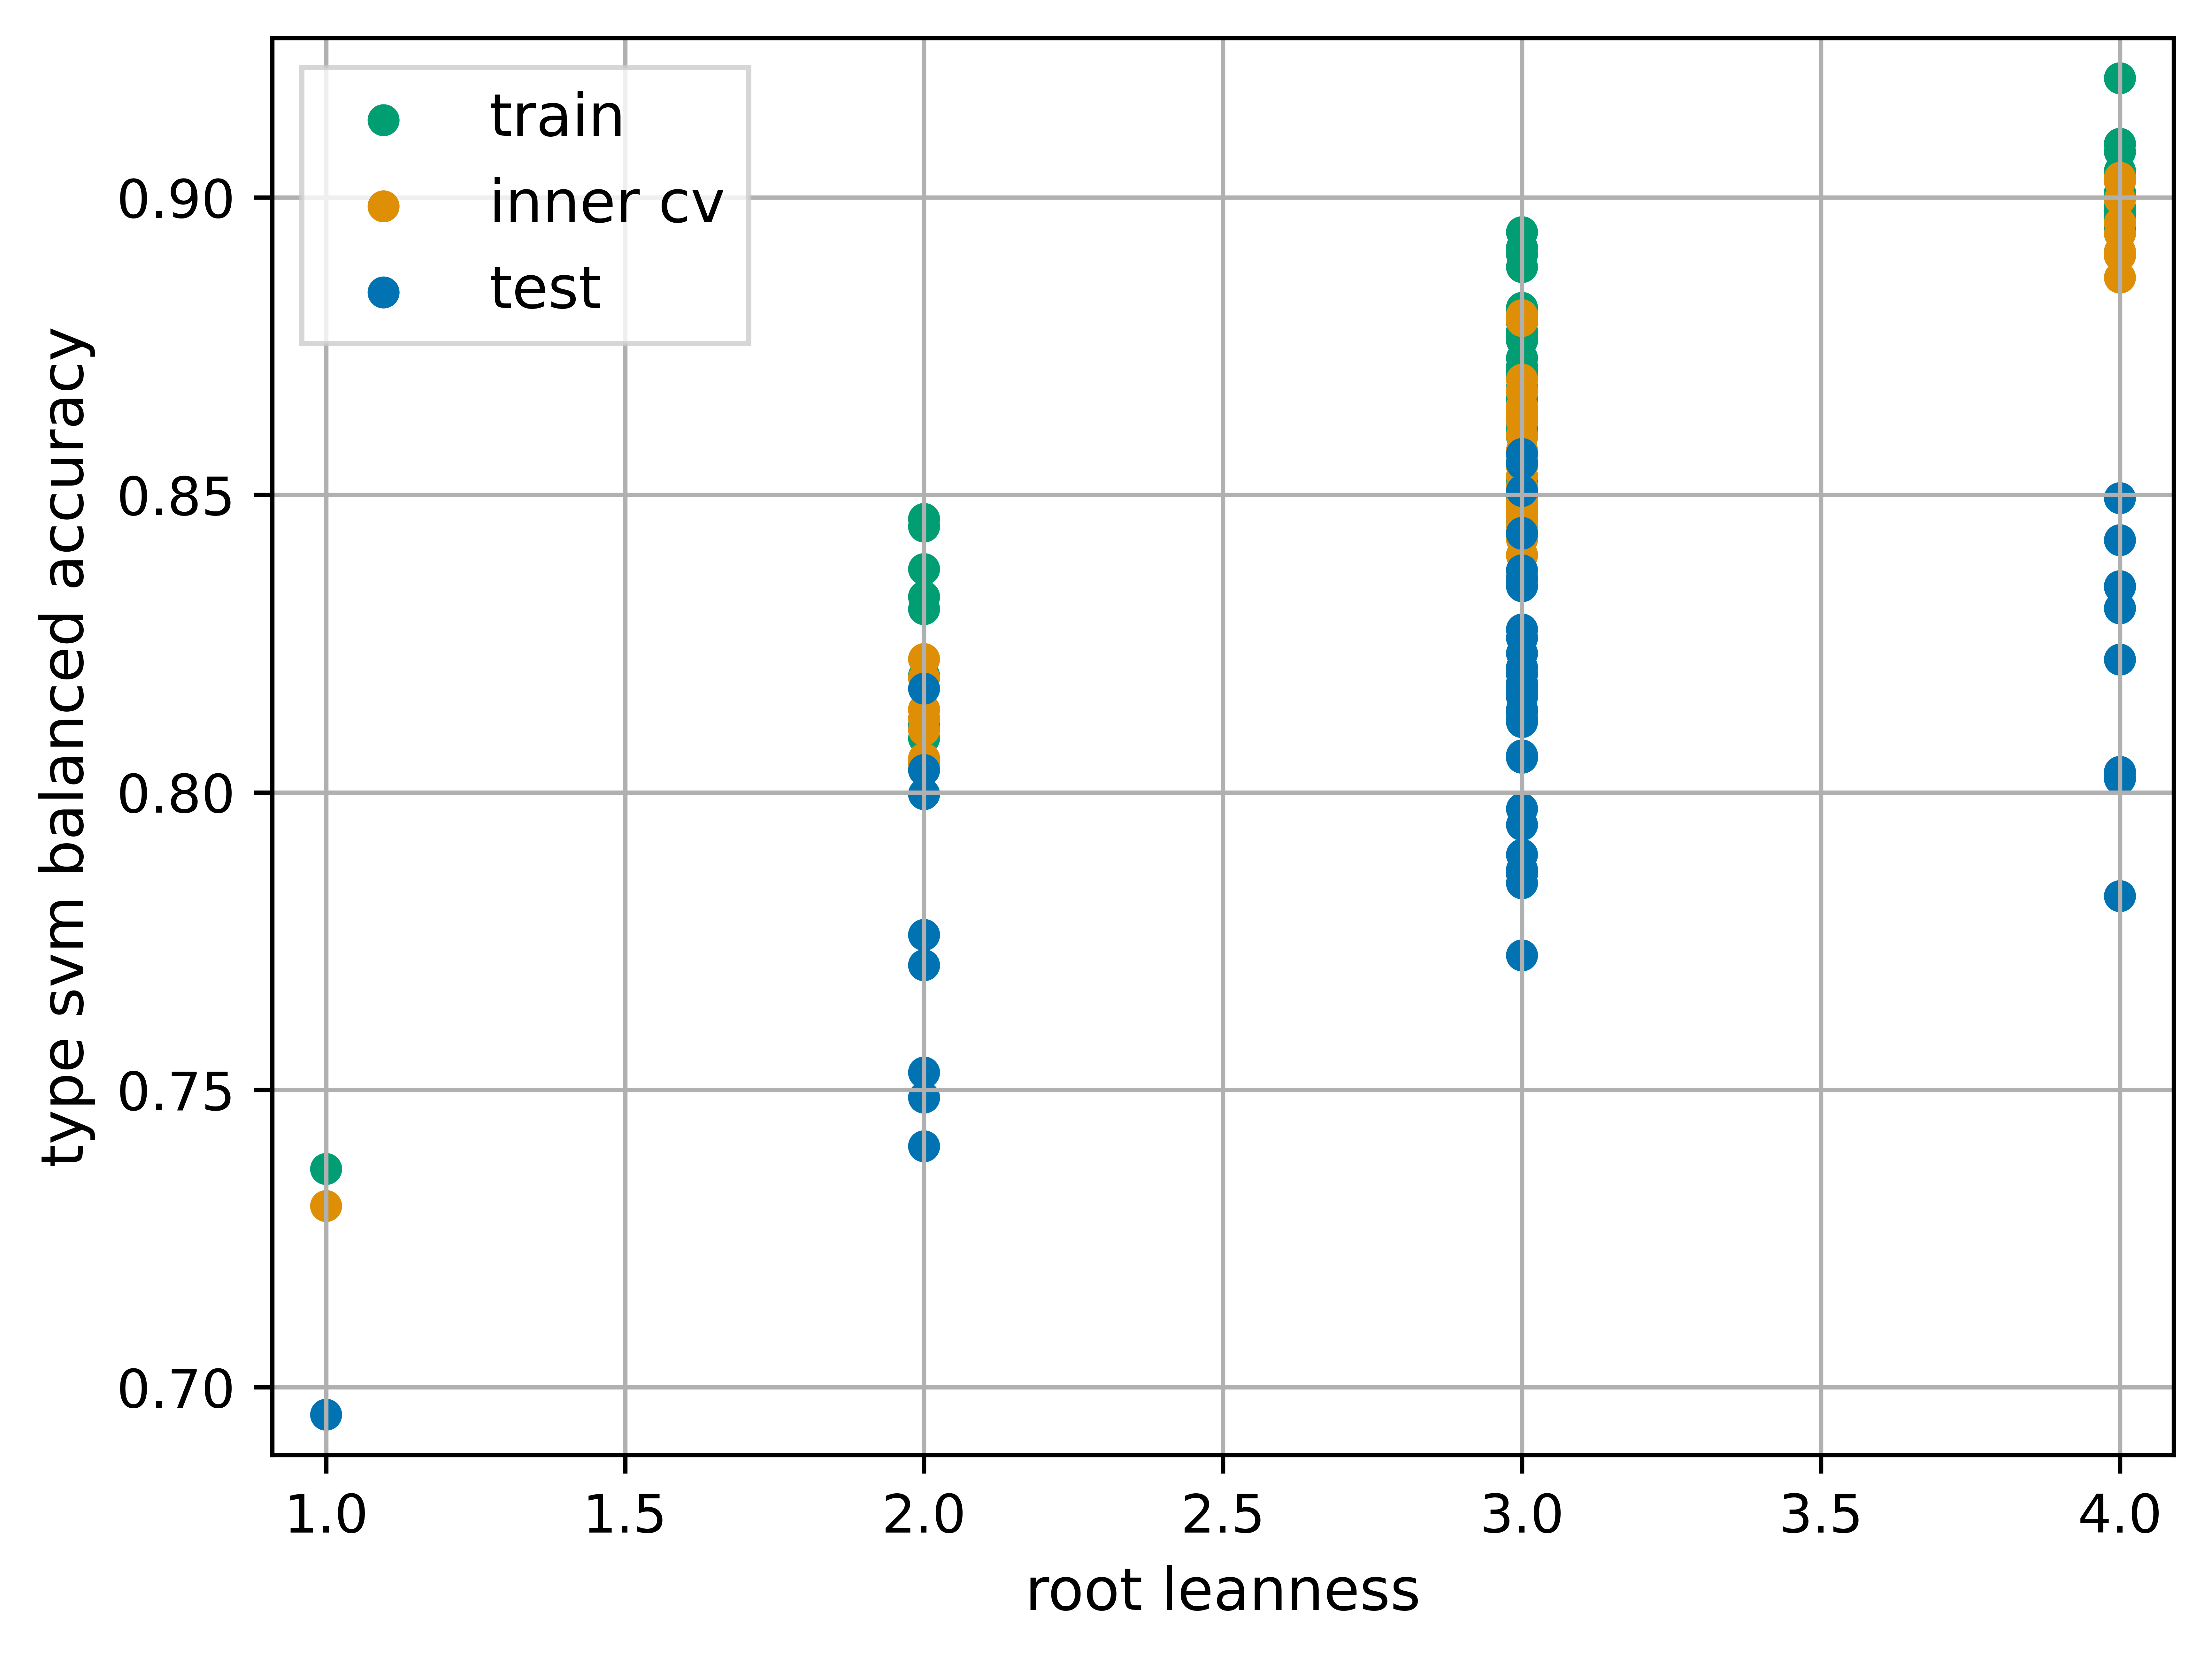 train
inner cv
test
0.90
0.85
0.80
0.75
0.70
type svm balanced accuracy
1.0 1.5 2.0 2.5 3.0 3.5 4.0
root leanness